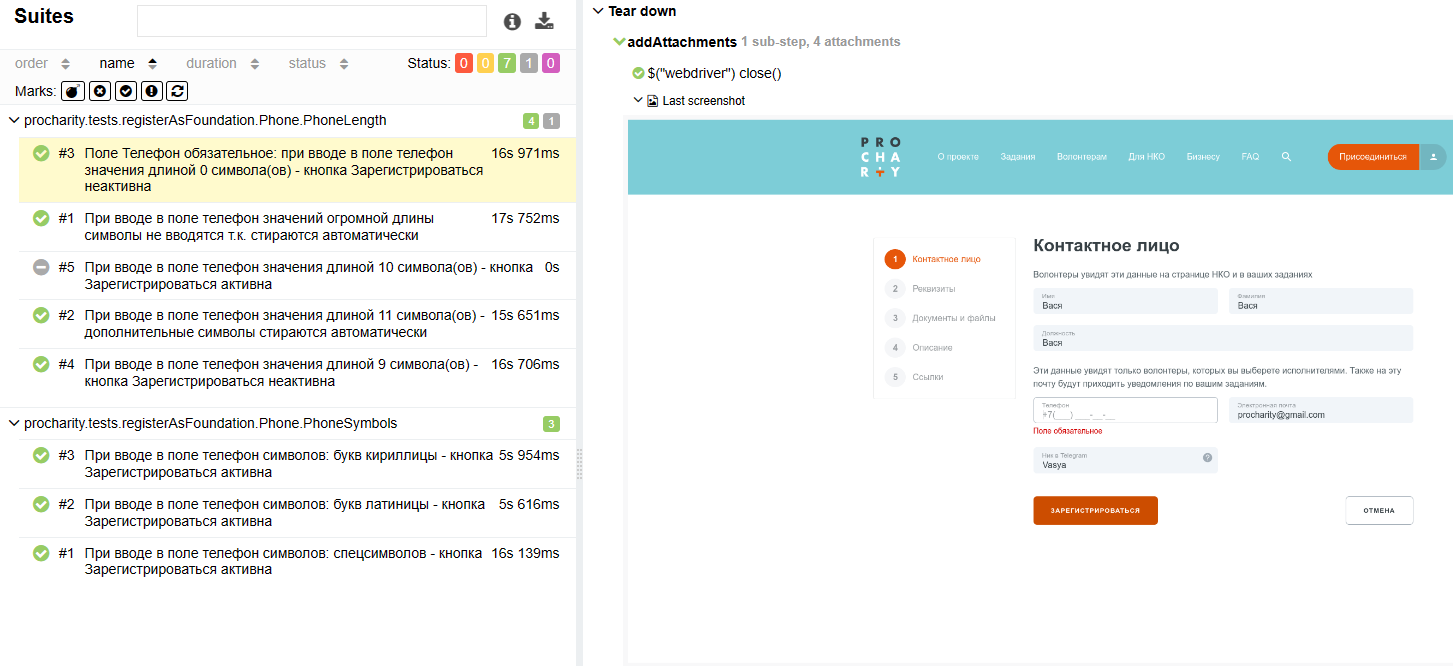 Suites
order name duration status Status: 0 0 7 1 0
Marks:
procharity.tests.registerAsFoundation.Phone.PhoneLength 4 1
#3 Поле Телефон обязательное: при вводе в поле телефон 16s 971ms
значения длиной 0 символа(ов) - кнопка Зарегистрироваться
неактивна
#1 При вводе в поле телефон значений огромной длины 17s 752ms
символы не вводятся т.к. стираются автоматически
#5 При вводе в поле телефон значения длиной 10 символа(ов) - кнопка 0s
Зарегистрироваться активна
#2 При вводе в поле телефон значения длиной 11 символа(ов) - 15s 651ms
дополнительные символы стираются автоматически
#4 При вводе в поле телефон значения длиной 9 символа(ов) - 16s 706ms
кнопка Зарегистрироваться неактивна
procharity.tests.registerAsFoundation.Phone.PhoneSymbols 3
#3 При вводе в поле телефон символов: букв кириллицы - кнопка 5s 954ms
Зарегистрироваться активна
#2 При вводе в поле телефон символов: букв латиницы - кнопка 5s 616ms
Зарегистрироваться активна
#1 При вводе в поле телефон символов: спецсимволов - кнопка 16s 139ms
Зарегистрироваться активна
Tear down
addAttachments 1 sub-step, 4 attachments
$("webdriver") close()
Last screenshot
PRO
CHA
R+TY
О проекте Задания Волонтерам Для НКО Бизнесу FAQ Присоединиться
1 Контактное лицо
2 Реквизиты
3 Документы и файлы
4 Описание
5 Ссылки
Контактное лицо
Волонтеры увидят эти данные на странице НКО и в ваших заданиях
Имя Фамилия
Вася Вася
Должность
Вася
Эти данные увидят только волонтеры, которых вы выберете исполнителями. Также на эту
почту будут приходить уведомления по вашим заданиям.
Телефон Электронная почта
+7(___) ___-__-__ procharity@gmail.com
Поле обязательное
Ник в Telegram
Vasya ?
ЗАРЕГИСТРИРОВАТЬСЯ ОТМЕНА